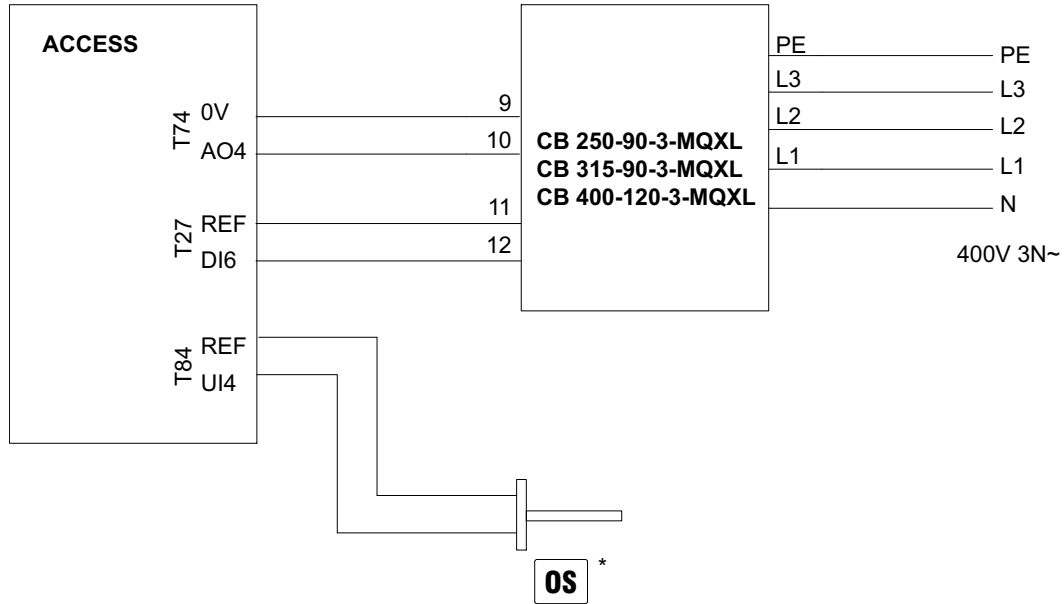 ACCESS
T74
0V
AO4
T27
REF
DI6
T84
REF
UI4
9
10
11
12
CB 250-90-3-MQXL
CB 315-90-3-MQXL
CB 400-120-3-MQXL
PE
L3
L2
L1
PE
L3
L2
L1
N
400V 3N~
OS *